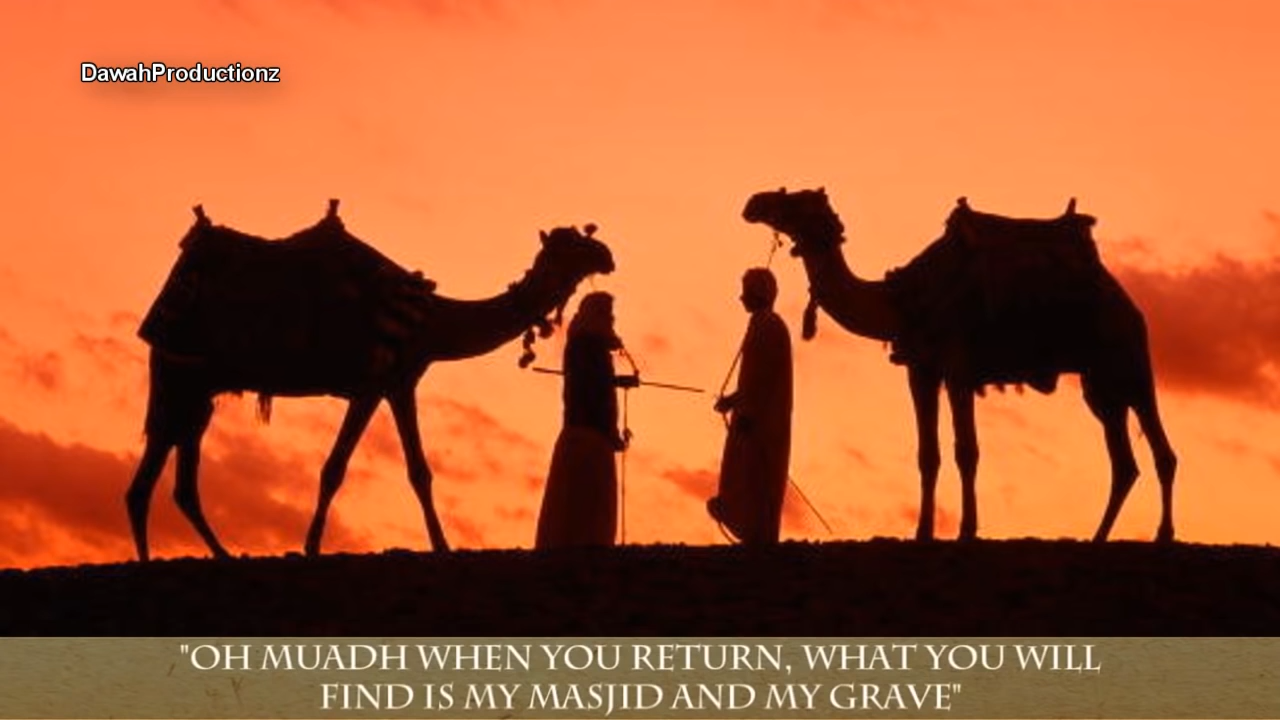 DawahProductionz
"OH MUADH WHEN YOU RETURN, WHAT YOU WILL
FIND IS MY MASJID AND MY GRAVE"